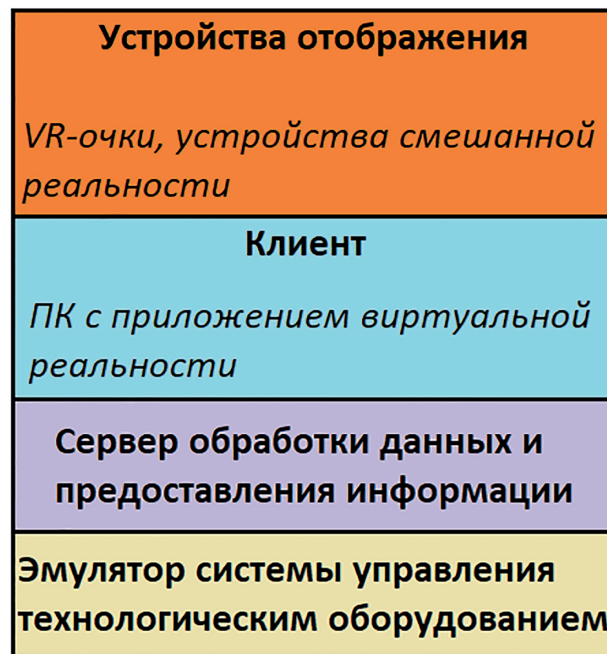 Устройства отображения
VR-очки, устройства смешанной
реальности
Клиент
ПК с приложением виртуальной
реальности
Сервер обработки данных и
предоставления информации
Эмулятор системы управления
технологическим оборудованием